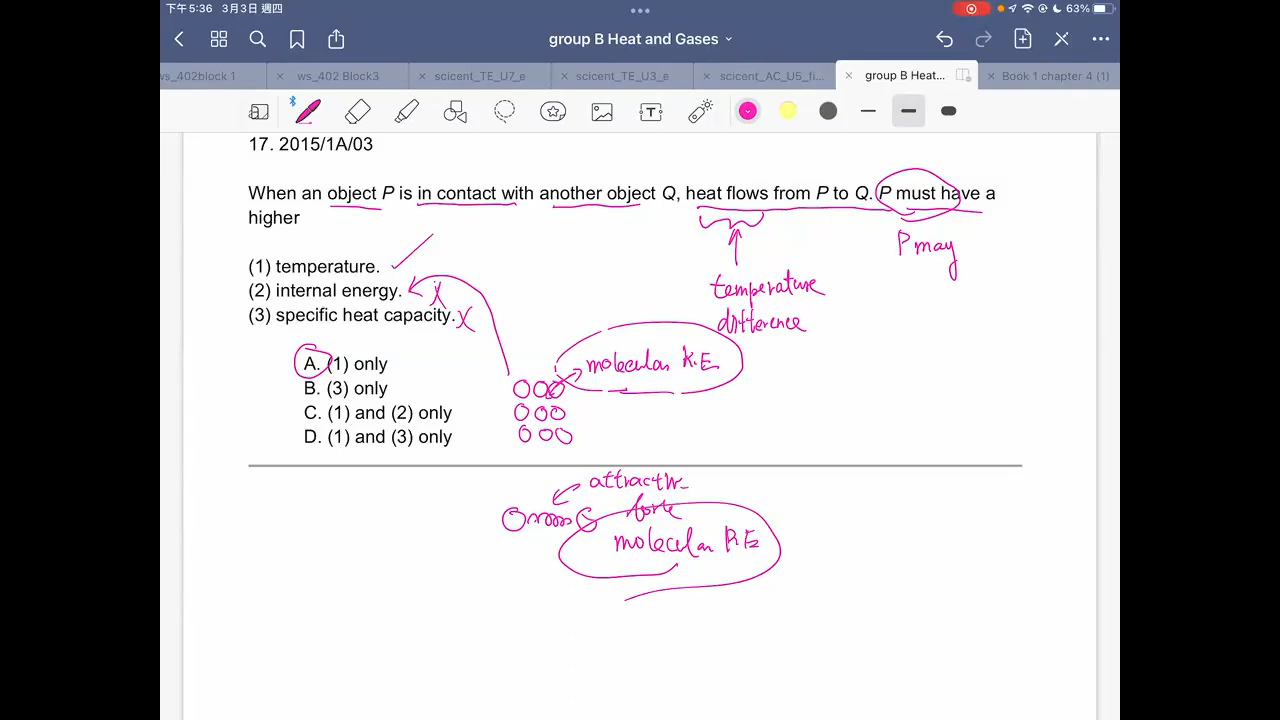 下午5:36 3月3日 週四
63%
group B Heat and Gases
ws_402block 1
ws_402 Block3
scicent_TE_U7_e
scicent_TE_U3_e
scicent_AC_U5_fi...
group B Heat...
Book 1 chapter 4 (1)
17. 2015/1A/03
When an object P is in contact with another object Q, heat flows from P to Q. P must have a
higher
P may
(1) temperature.
(2) internal energy.
(3) specific heat capacity.
temperature
difference
A. (1) only
B. (3) only
C. (1) and (2) only
D. (1) and (3) only
molecular K.E
attractive
force
molecular P.E